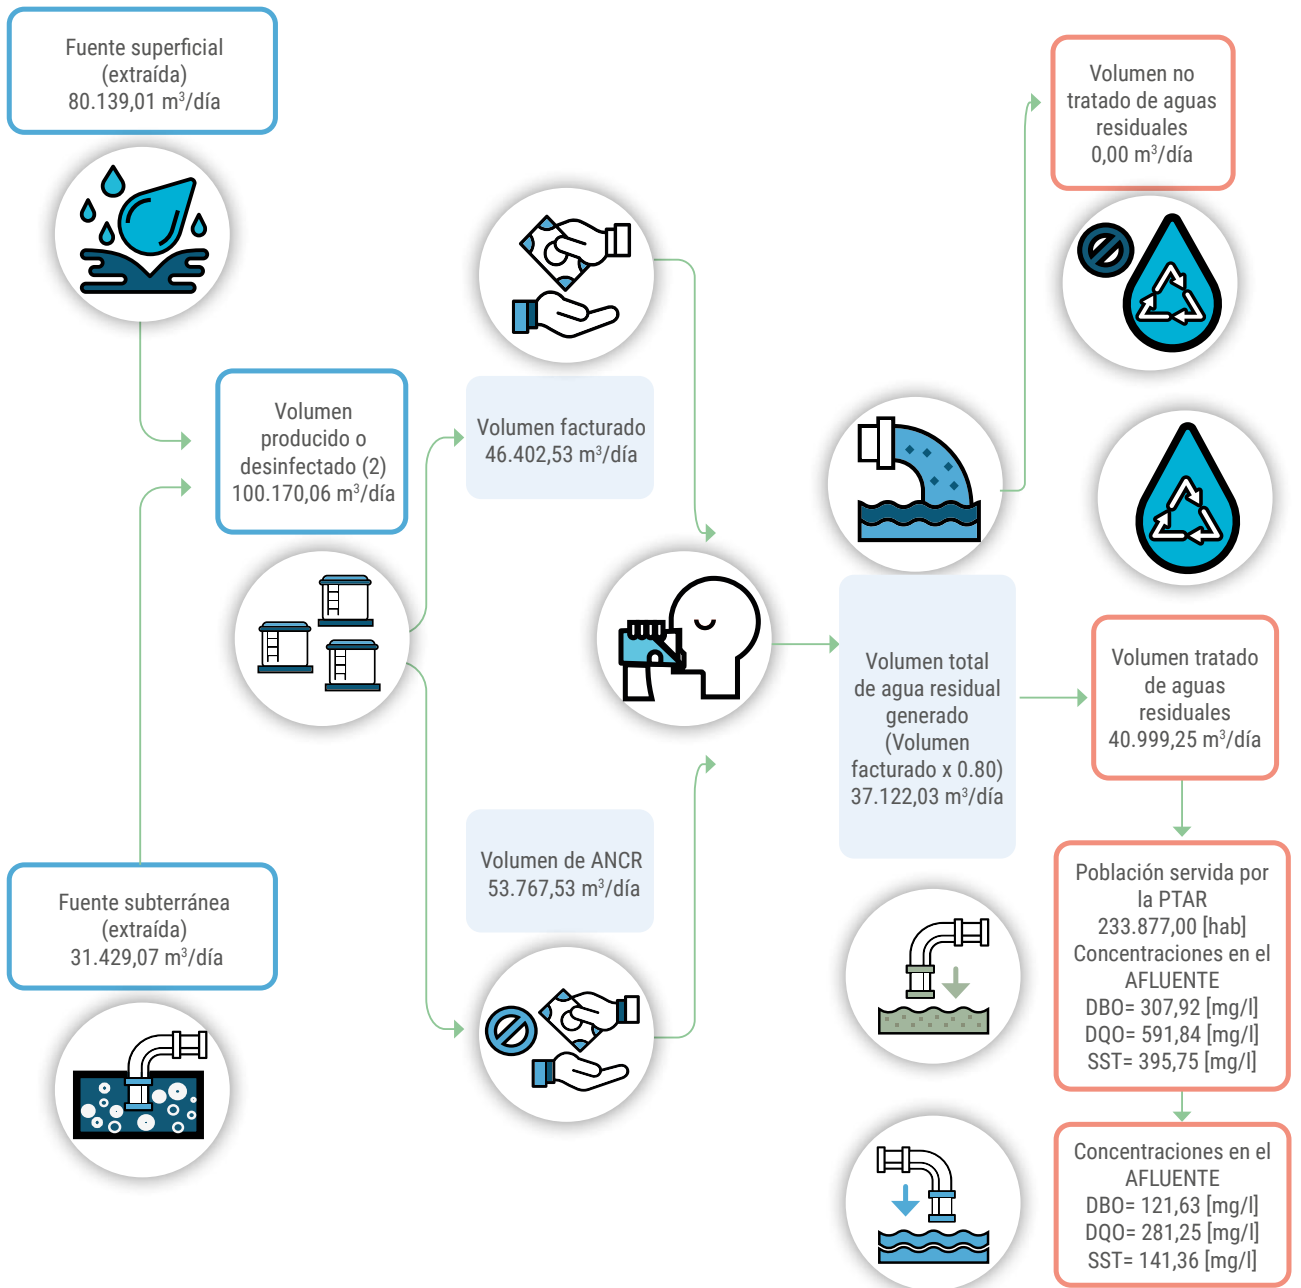 Fuente superficial
(extraída)
80.139,01 m³/día
Volumen
producido o
desinfectado (2)
100.170,06 m³/día
Fuente subterránea
(extraída)
31.429,07 m³/día
Volumen facturado
46.402,53 m³/día
Volumen de ANCR
53.767,53 m³/día
Volumen total
de agua residual
generado
(Volumen
facturado x 0.80)
37.122,03 m³/día
Volumen no
tratado de aguas
residuales
0,00 m³/día
Volumen tratado
de aguas
residuales
40.999,25 m³/día
Población servida por
la PTAR
233.877,00 [hab]
Concentraciones en el
AFLUENTE
DBO= 307,92 [mg/l]
DQO= 591,84 [mg/l]
SST= 395,75 [mg/l]
Concentraciones en el
AFLUENTE
DBO= 121,63 [mg/l]
DQO= 281,25 [mg/l]
SST= 141,36 [mg/l]